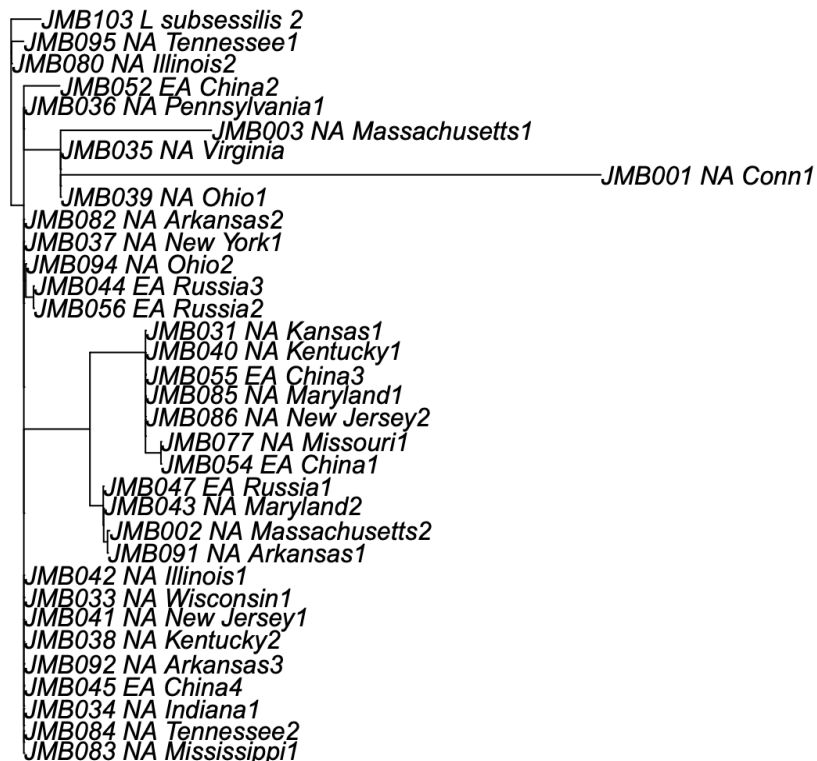 JMB103 L subsessilis 2
JMB095 NA Tennessee1
JMB080 NA Illinois2
JMB052 EA China2
JMB036 NA Pennsylvania1
JMB003 NA Massachusetts1
JMB035 NA Virginia
JMB001 NA Conn1
JMB039 NA Ohio1
JMB082 NA Arkansas2
JMB037 NA New York1
JMB094 NA Ohio2
JMB044 EA Russia3
JMB056 EA Russia2
JMB031 NA Kansas1
JMB040 NA Kentucky1
JMB055 EA China3
JMB085 NA Maryland1
JMB086 NA New Jersey2
JMB077 NA Missouri1
JMB054 EA China1
JMB047 EA Russia1
JMB043 NA Maryland2
JMB002 NA Massachusetts2
JMB091 NA Arkansas1
JMB042 NA Illinois1
JMB033 NA Wisconsin1
JMB041 NA New Jersey1
JMB038 NA Kentucky2
JMB092 NA Arkansas3
JMB045 EA China4
JMB034 NA Indiana1
JMB084 NA Tennessee2
JMB083 NA Mississippi1